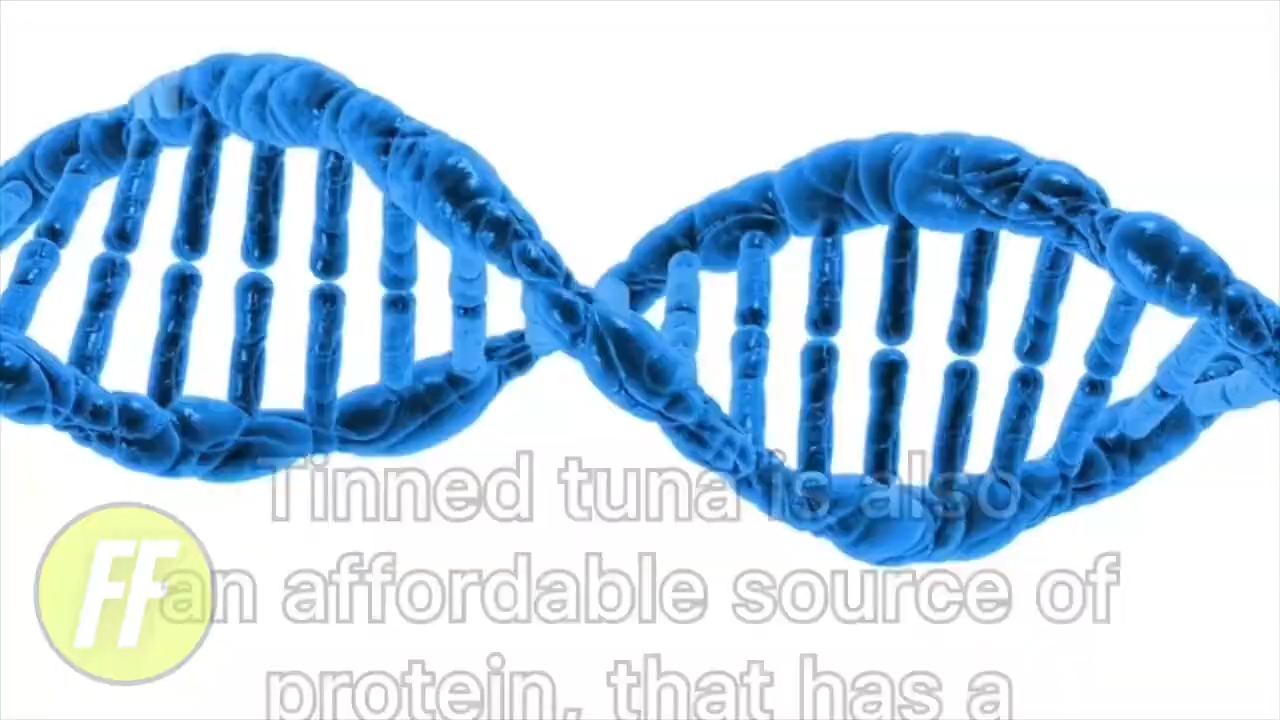 Tinned tuna is also
FF
an affordable source of
protein, that has a